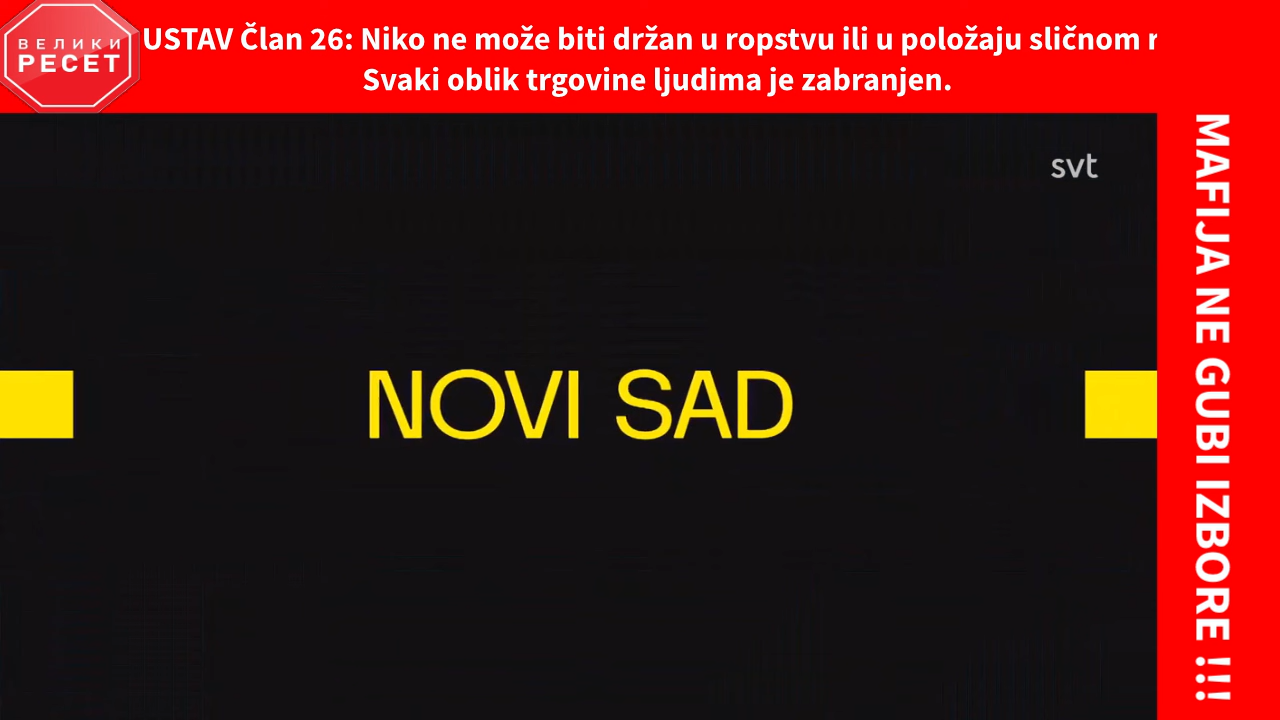 ВЕЛИКИ
РЕСЕТ
USTAV Član 26: Niko ne može biti držan u ropstvu ili u položaju sličnom
Svaki oblik trgovine ljudima je zabranjen.
svt
NOVI SAD
MAFIJA NE GUBI IZBORE !!!